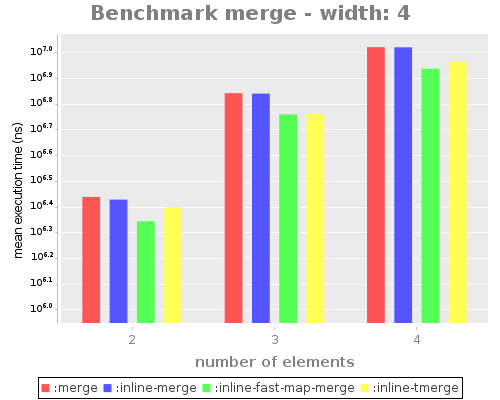 Benchmark merge - width: 4
mean execution time (ns)
10^7.0
10^6.9
10^6.8
10^6.7
10^6.6
10^6.5
10^6.4
10^6.3
10^6.2
10^6.1
10^6.0
2 3 4
number of elements
:merge :inline-merge :inline-fast-map-merge :inline-tmerge